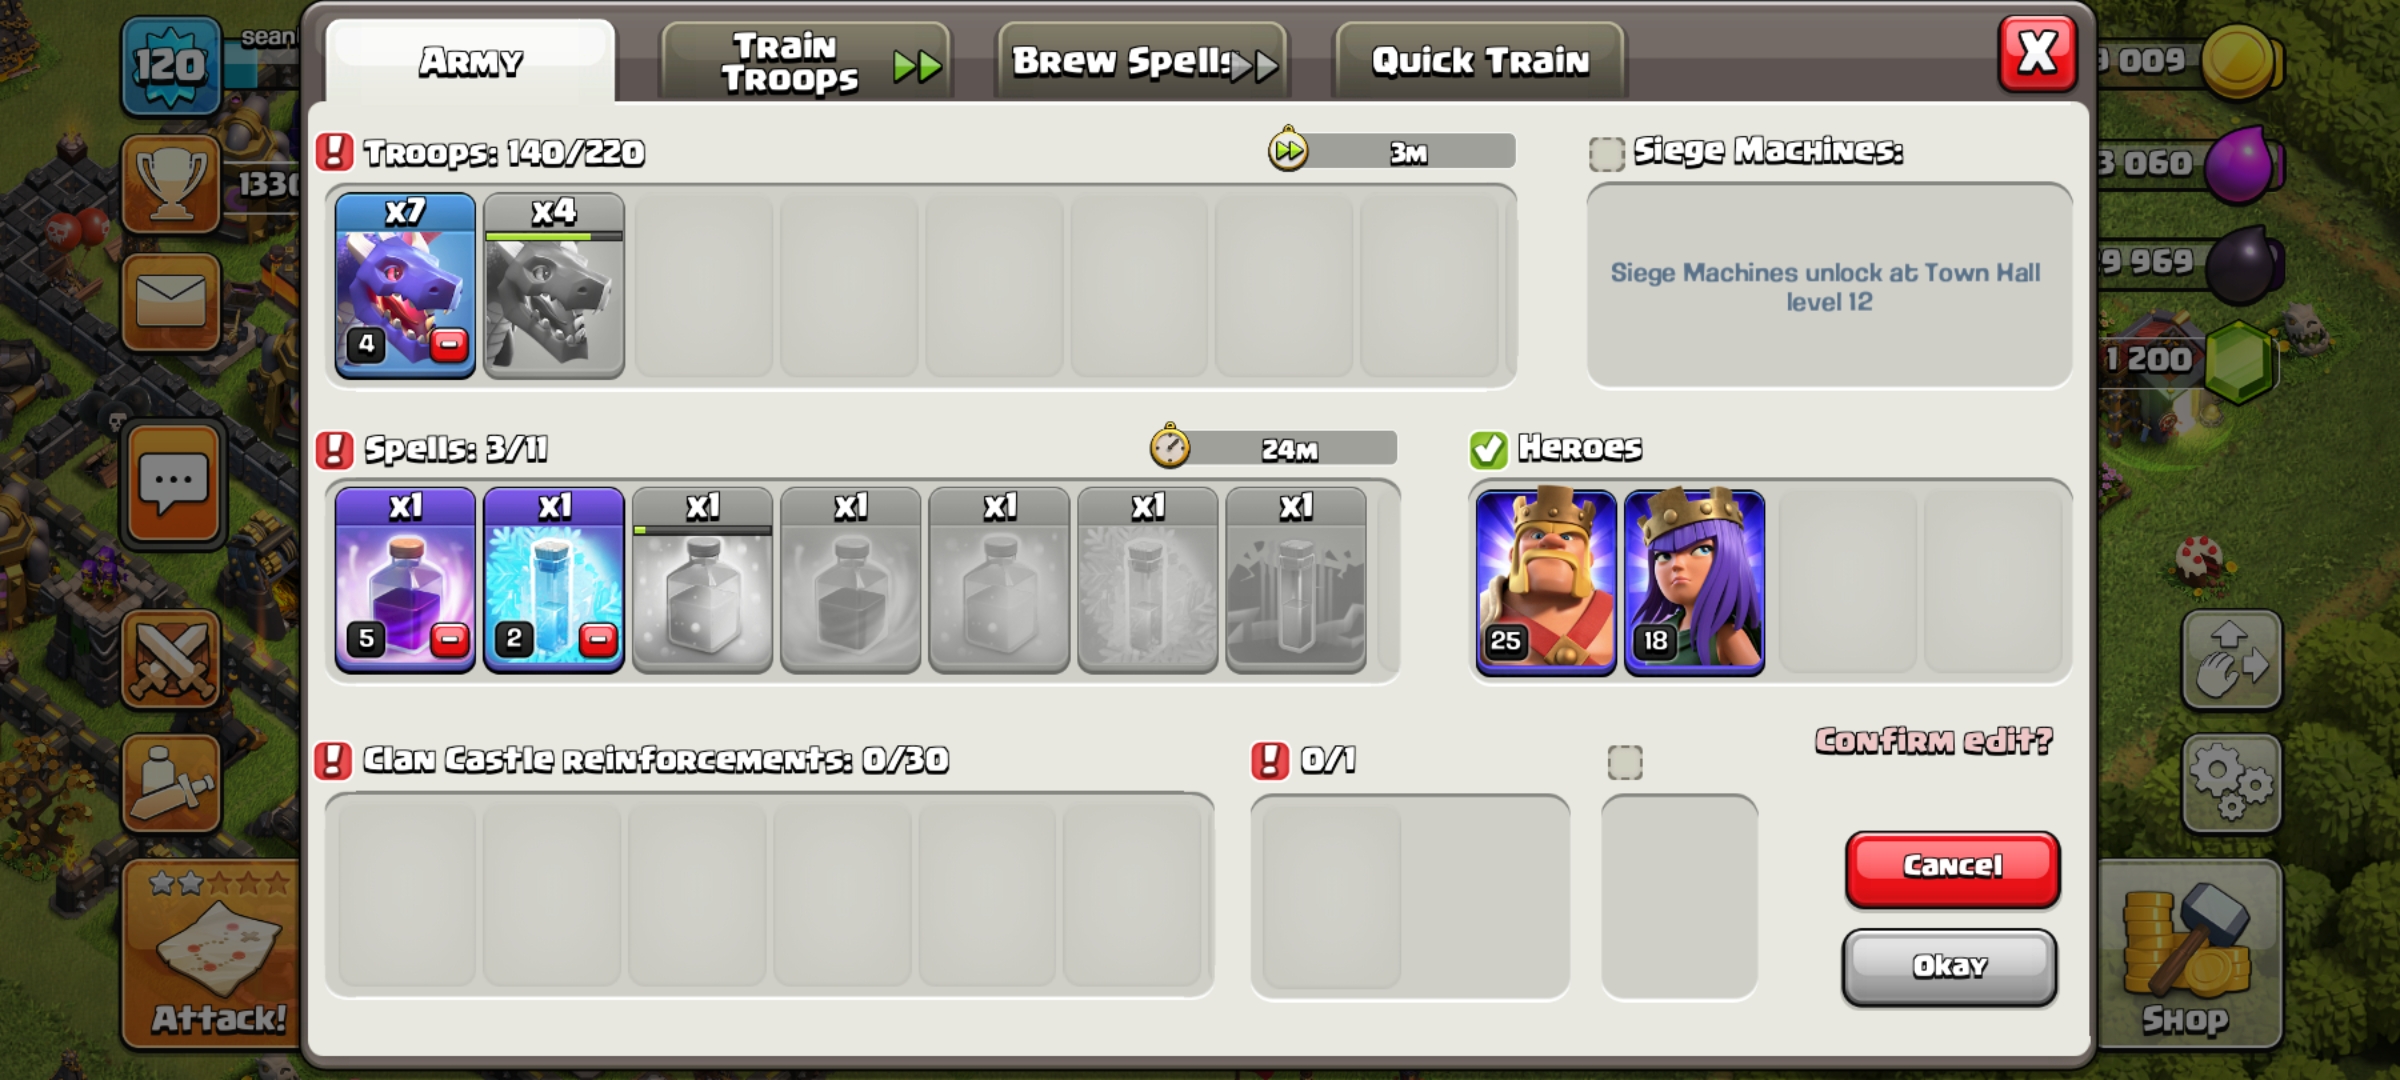 120
sean
Army
Train Troops
Brew Spells
Quick Train
X
Troops: 140/220
3m
Siege Machines:
x7
x4
4
Siege Machines unlock at Town Hall
level 12
009
060
969
1 200
1330
Spells: 3/11
24m
Heroes
x1
x1
x1
x1
x1
x1
x1
5
2
25
18
Clan Castle reinforcements: 0/30
0/1
Confirm edit?
Cancel
Okay
Attack!
Shop